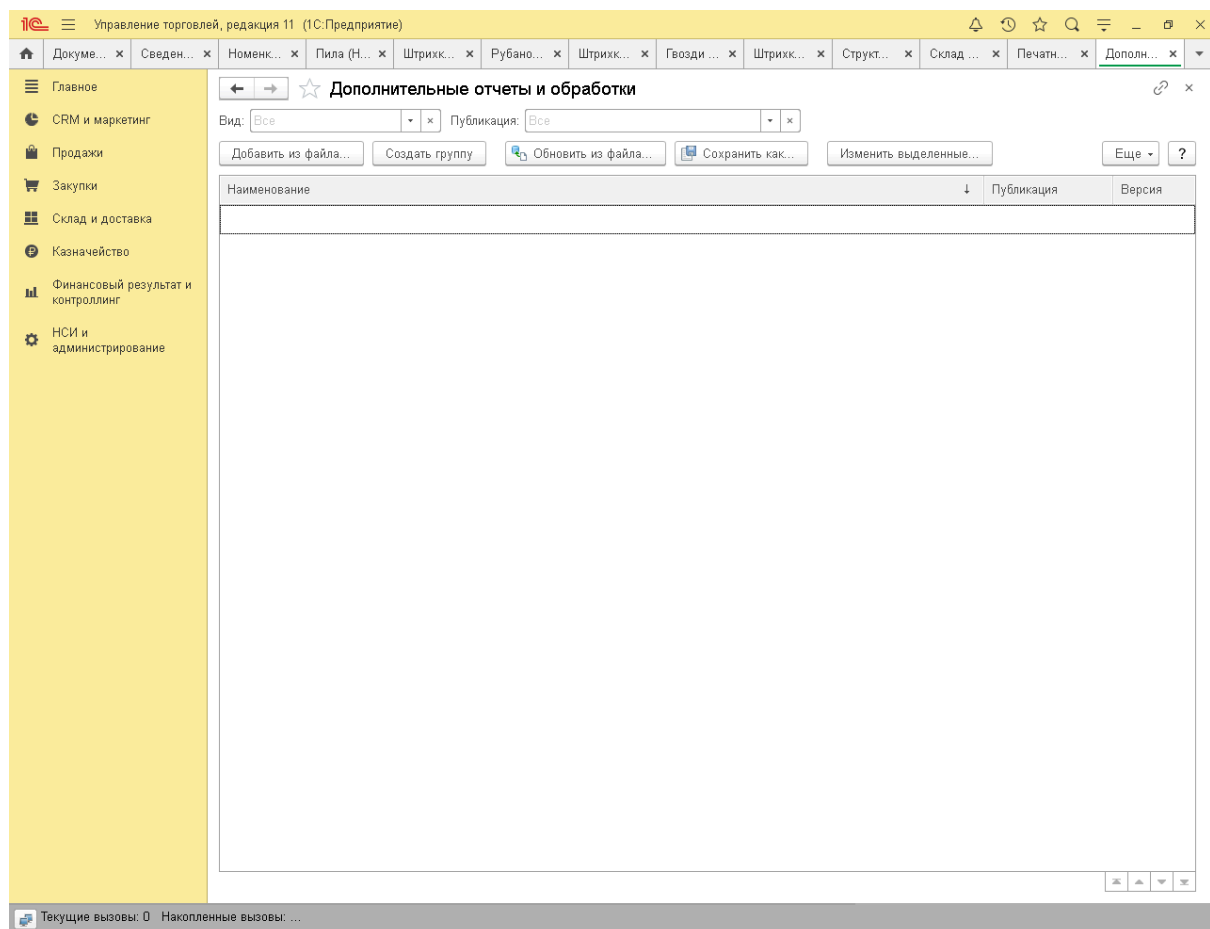 1С Управление торговлей, редакция 11 (1С:Предприятие)
Докуме... Сведен... Номенк... Пила (Н... Штрихк... Рубано... Штрихк... Гвозди ... Штрихк... Структ... Склад ... Печатн... Дополн...
Главное
CRM и маркетинг
Продажи
Закупки
Склад и доставка
Казначейство
Финансовый результат и
контроллинг
НСИ и
администрирование
Дополнительные отчеты и обработки
Вид: Все Публикация: Все
Добавить из файла... Создать группу Обновить из файла... Сохранить как... Изменить выделенные... Еще ?
Наименование ↓ Публикация Версия
Текущие вызовы: 0 Накопленные вызовы: ...